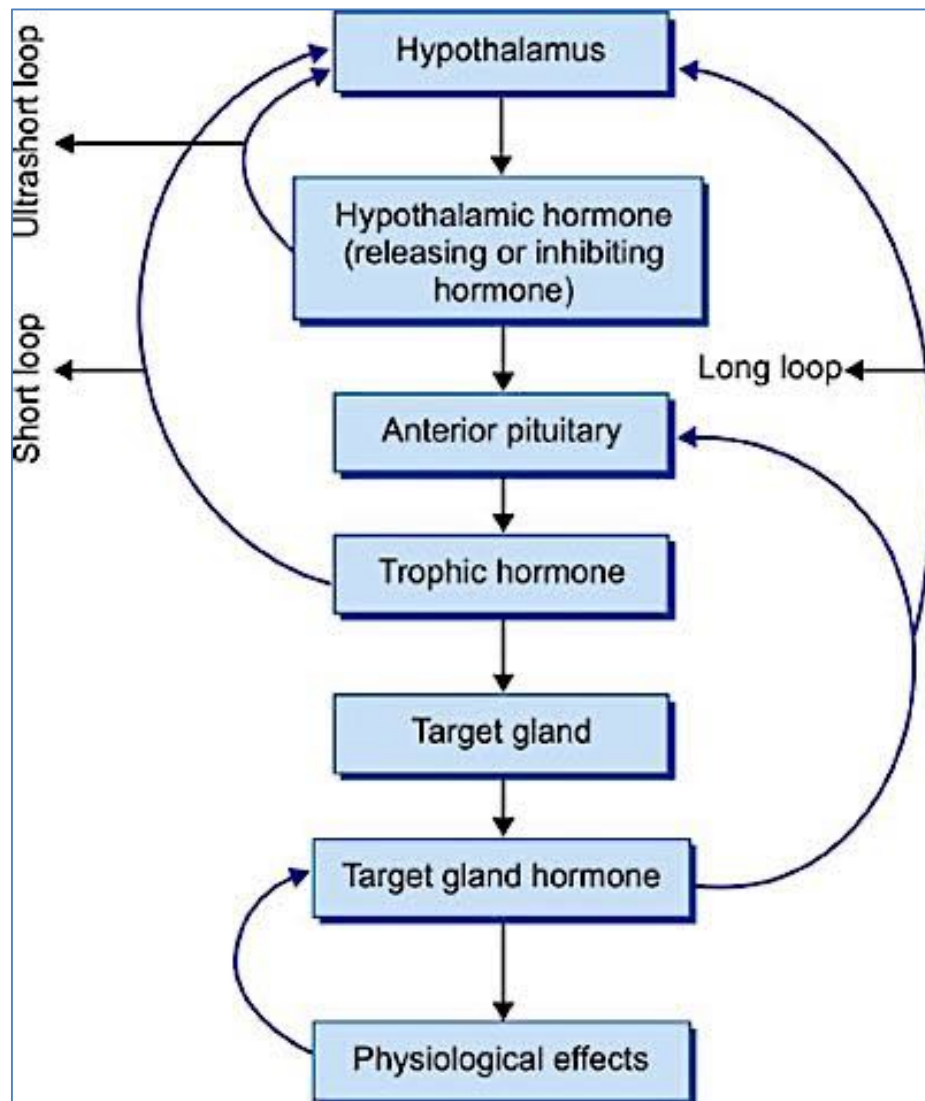 Hypothalamus
Ultrashort loop
Hypothalamic hormone
(releasing or inhibiting
hormone)
Short loop
Long loop
Anterior pituitary
Trophic hormone
Target gland
Target gland hormone
Physiological effects